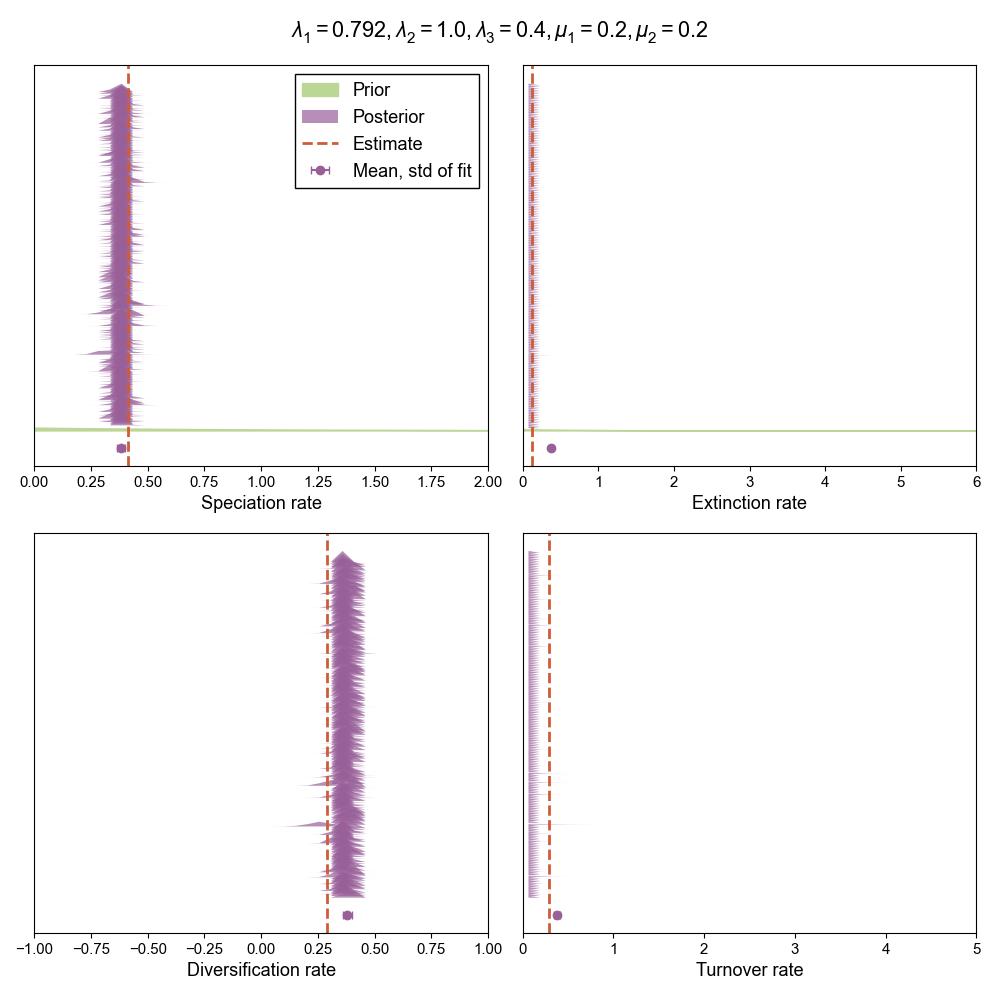 λ₁ = 0.792, λ₂ = 1.0, λ₃ = 0.4, μ₁ = 0.2, μ₂ = 0.2
Prior
Posterior
Estimate
Mean, std of fit
0.00 0.25 0.50 0.75 1.00 1.25 1.50 1.75 2.00
Speciation rate
0 1 2 3 4 5 6
Extinction rate
−1.00 −0.75 −0.50 −0.25 0.00 0.25 0.50 0.75 1.00
Diversification rate
0 1 2 3 4 5
Turnover rate